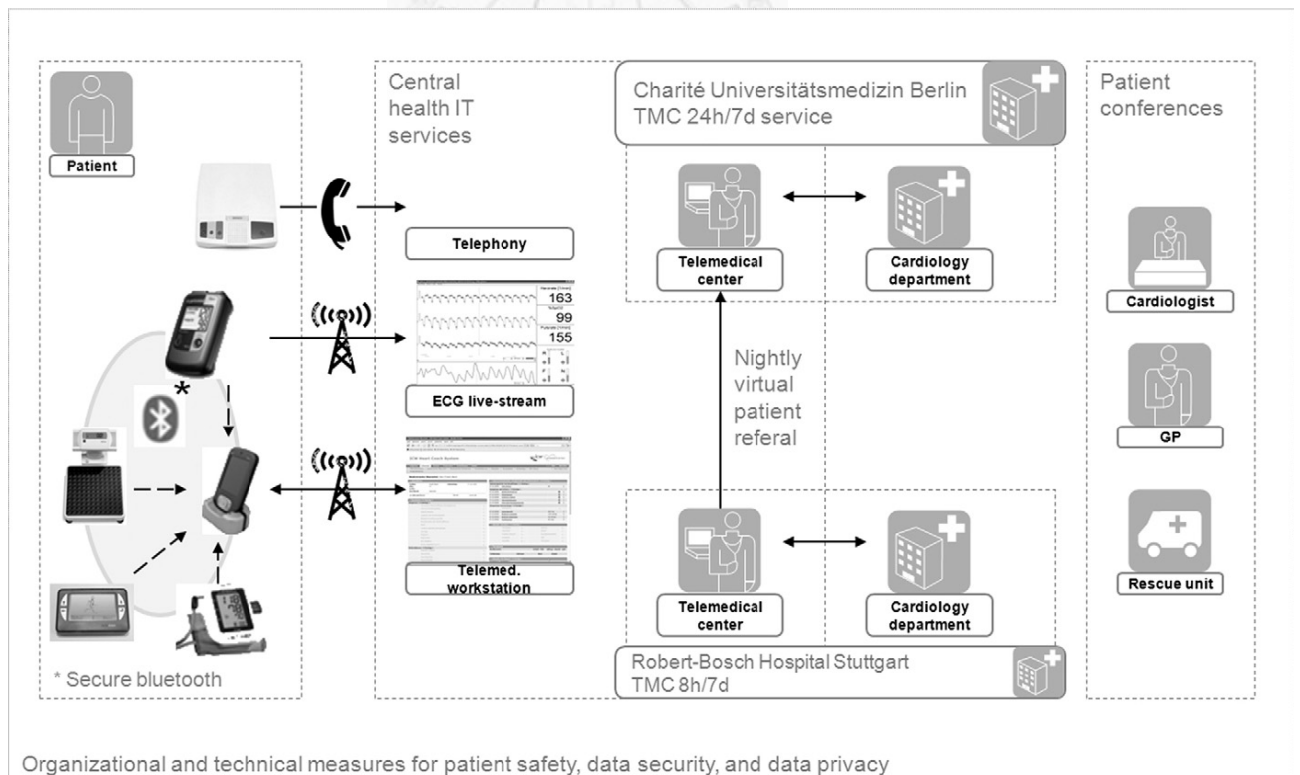 Patient
Central
health IT
services
Charité Universitätsmedizin Berlin
TMC 24h/7d service
Patient
conferences
Telephony
Telemedical
center
Cardiology
department
Cardiologist
163
99
155
ECG live-stream
Nightly
virtual
patient
referal
GP
*
Telemed.
workstation
Telemedical
center
Cardiology
department
Rescue unit
* Secure bluetooth
Robert-Bosch Hospital Stuttgart
TMC 8h/7d
Organizational and technical measures for patient safety, data security, and data privacy